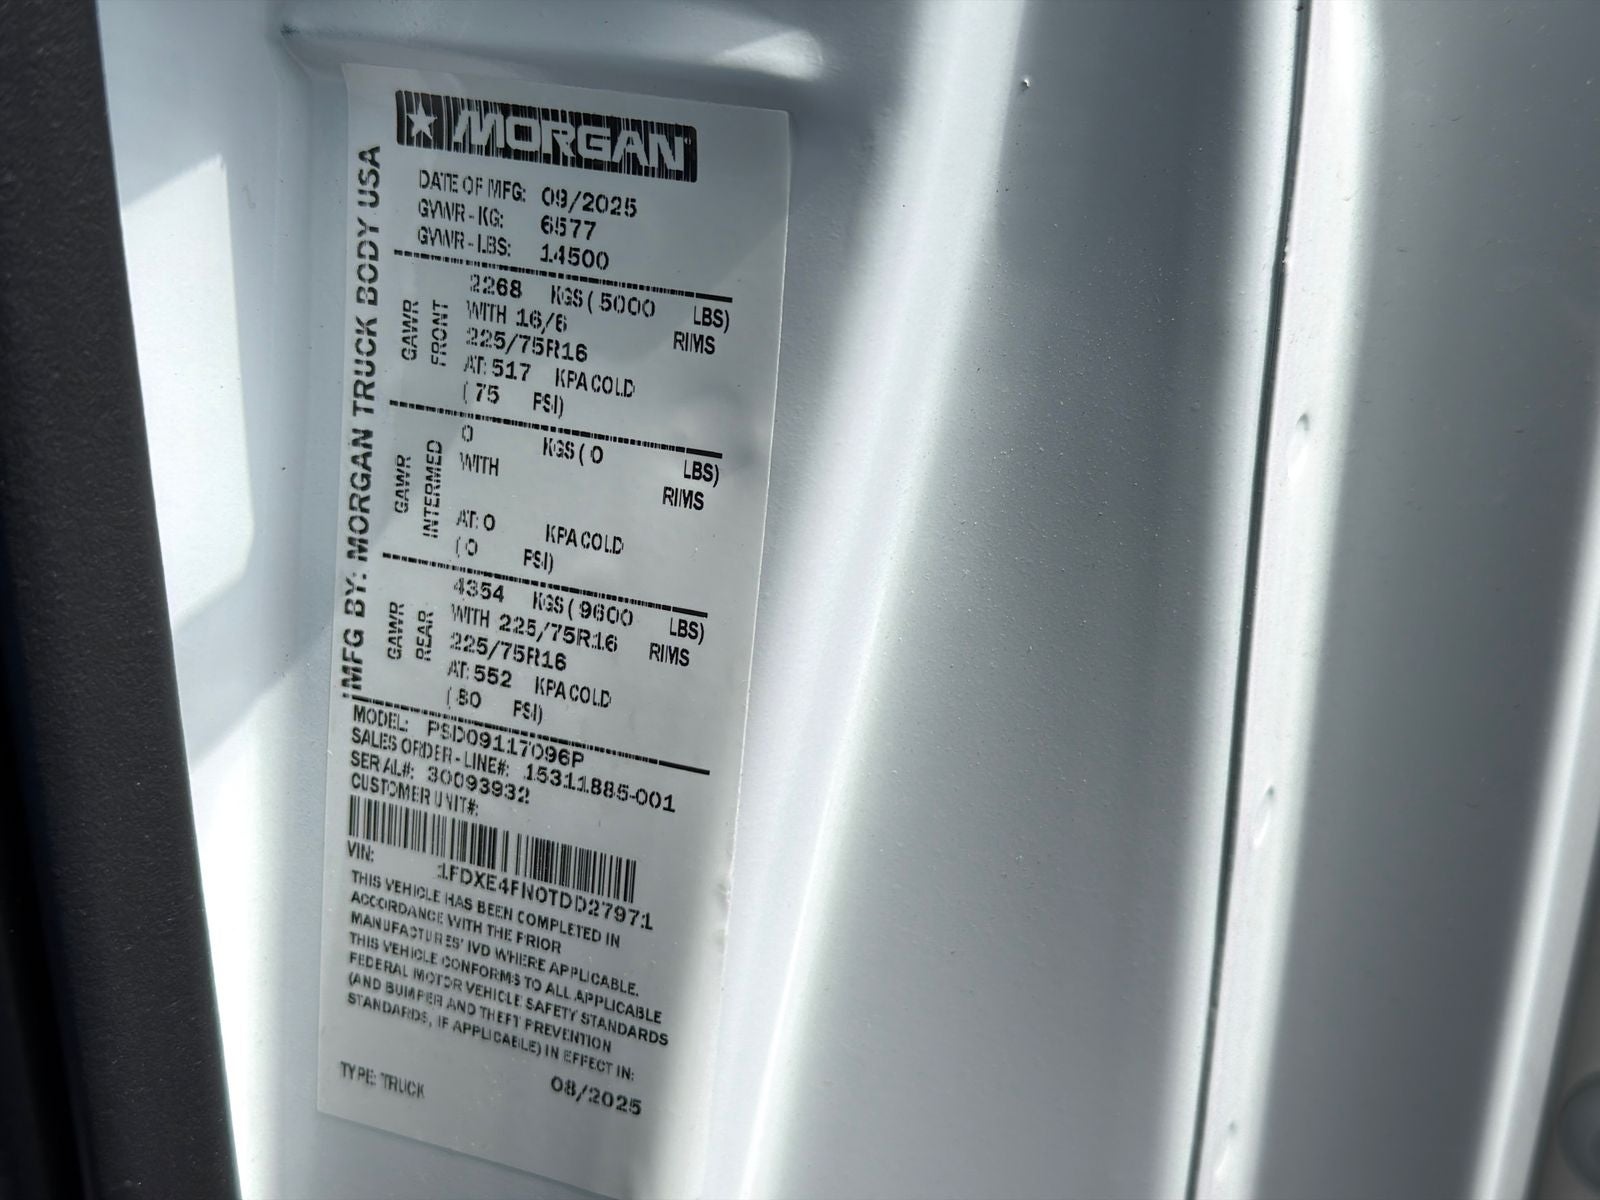 MORGAN
MFG BY: MORGAN TRUCK BODY USA
DATE OF MFG: 09/2025
GVWR - KG: 6577
GVWR - LBS: 14500
GAWR FRONT
2268 KGS ( 5000 LBS)
WITH 16/6 RIMS
225/75R16
AT: 517 KPA COLD
( 75 PSI)
GAWR INTERMED
0 KGS ( 0 LBS)
WITH RIMS
AT: 0 KPA COLD
( 0 PSI)
GAWR REAR
4354 KGS ( 9600 LBS)
WITH 225/75R16 RIMS
225/75R16
AT: 552 KPA COLD
( 80 PSI)
MODEL: PSD09117096P
SALES ORDER - LINE#: 15311885-001
SERIAL#: 30093932
CUSTOMER UNIT#:
VIN: 1FDXE4FN0TDD27971
THIS VEHICLE HAS BEEN COMPLETED IN
ACCORDANCE WITH THE PRIOR
MANUFACTURES' IVD WHERE APPLICABLE.
THIS VEHICLE CONFORMS TO ALL APPLICABLE
FEDERAL MOTOR VEHICLE SAFETY STANDARDS
(AND BUMPER AND THEFT PREVENTION
STANDARDS, IF APPLICABLE) IN EFFECT IN:
08/2025
TYPE: TRUCK